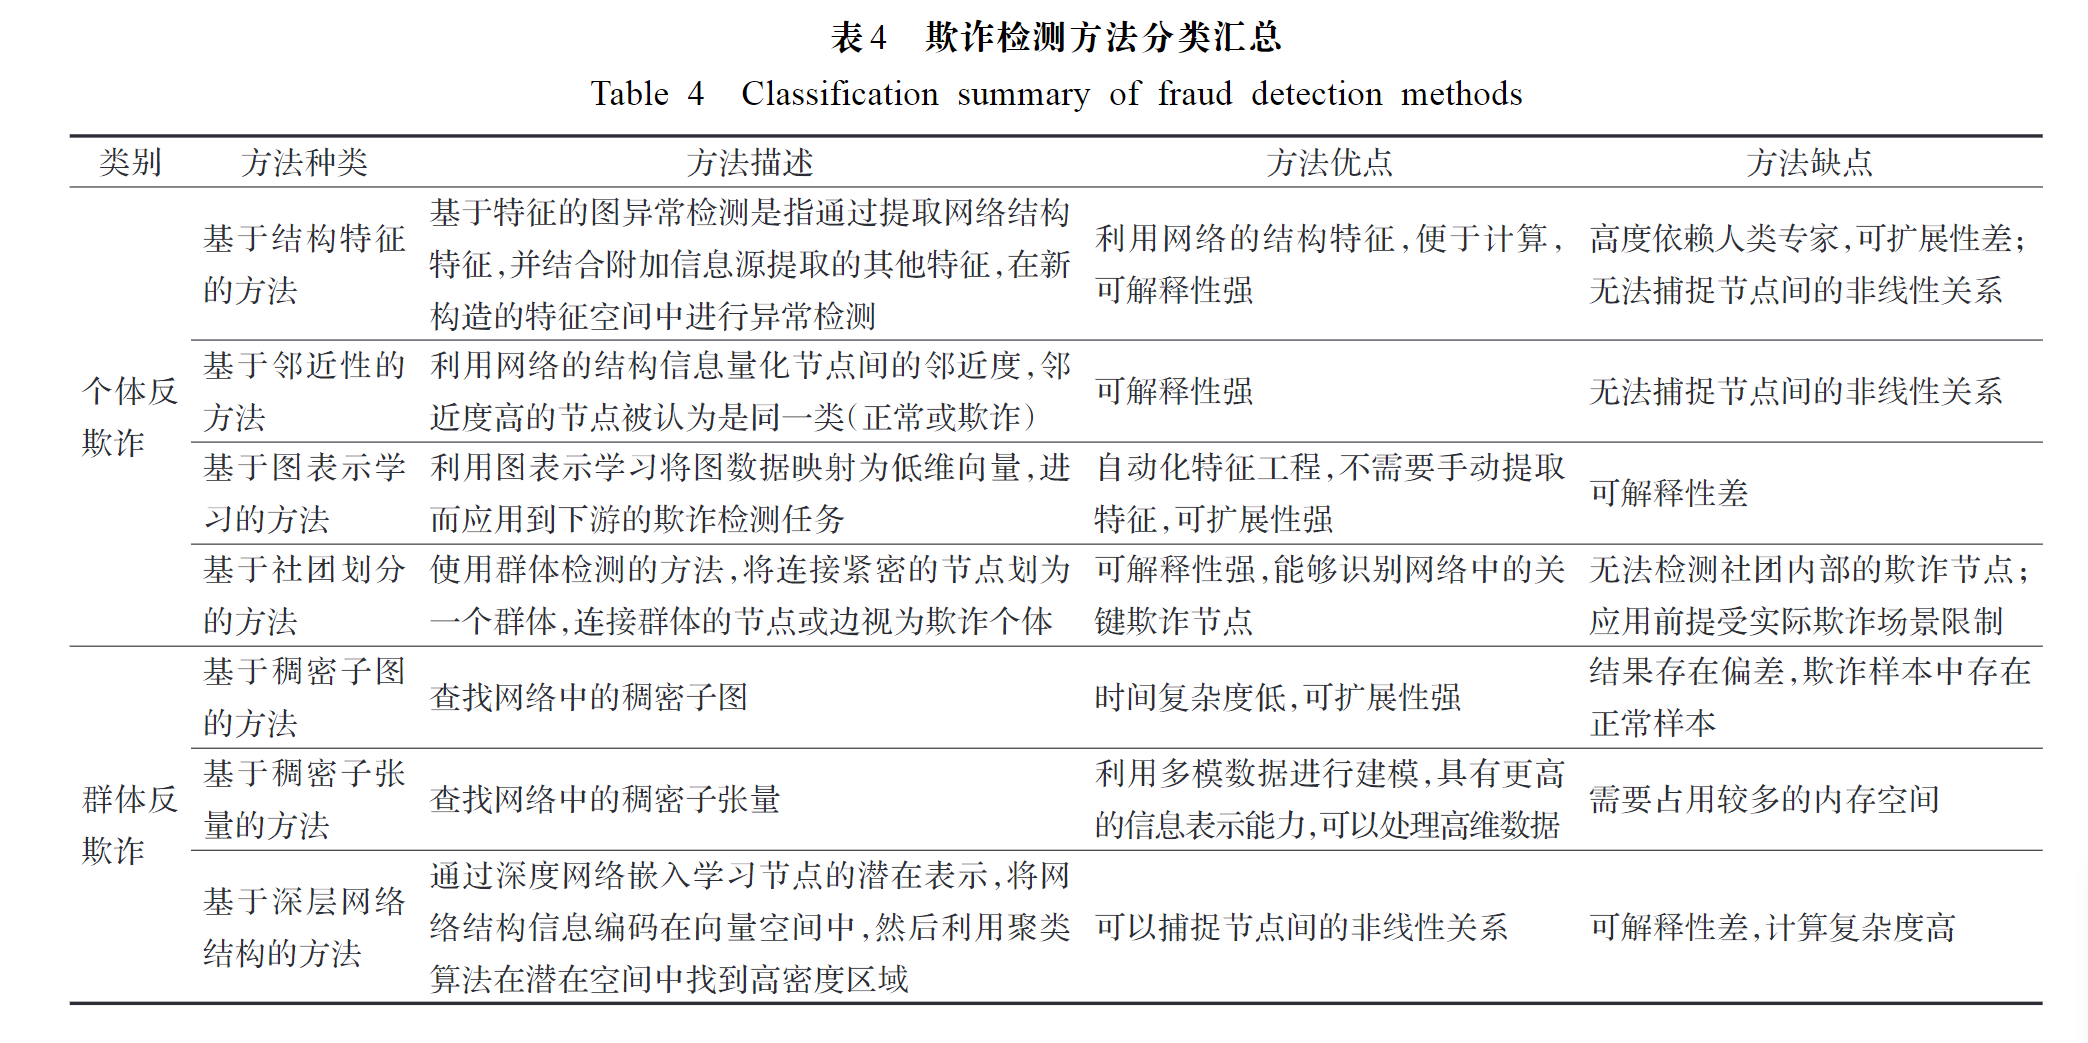 表4 欺诈检测方法分类汇总
Table 4 Classification summary of fraud detection methods
类别 方法种类 方法描述 方法优点 方法缺点
个体反
欺诈
基于结构特征
的方法
基于特征的图异常检测是指通过提取网络结构
特征,并结合附加信息源提取的其他特征,在新
构造的特征空间中进行异常检测
利用网络的结构特征,便于计算,
可解释性强
高度依赖人类专家,可扩展性差;
无法捕捉节点间的非线性关系
基于邻近性的
方法
利用网络的结构信息量化节点间的邻近度,邻
近度高的节点被认为是同一类(正常或欺诈)
可解释性强
无法捕捉节点间的非线性关系
基于图表示学
习的方法
利用图表示学习将图数据映射为低维向量,进
而应用到下游的欺诈检测任务
自动化特征工程,不需要手动提取
特征,可扩展性强
可解释性差
基于社团划分
的方法
使用群体检测的方法,将连接紧密的节点划为
一个群体,连接群体的节点或边视为欺诈个体
可解释性强,能够识别网络中的关
键欺诈节点
无法检测社团内部的欺诈节点;
应用前提受实际欺诈场景限制
群体反
欺诈
基于稠密子图
的方法
查找网络中的稠密子图
时间复杂度低,可扩展性强
结果存在偏差,欺诈样本中存在
正常样本
基于稠密子张
量的方法
查找网络中的稠密子张量
利用多模数据进行建模,具有更高
的信息表示能力,可以处理高维数据
需要占用较多的内存空间
基于深层网络
结构的方法
通过深度网络嵌入学习节点的潜在表示,将网
络结构信息编码在向量空间中,然后利用聚类
算法在潜在空间中找到高密度区域
可以捕捉节点间的非线性关系
可解释性差,计算复杂度高